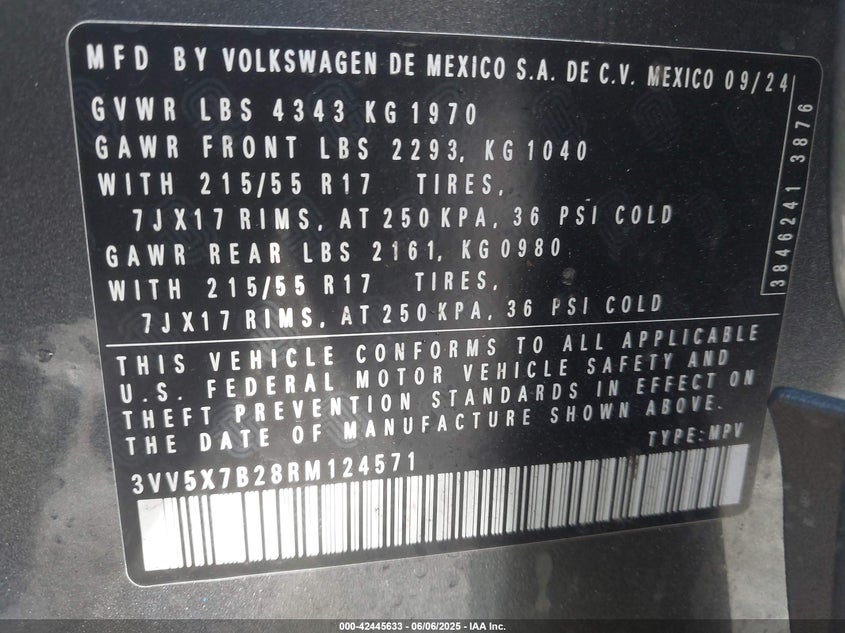 MFD BY VOLKSWAGEN DE MEXICO S.A. DE C.V. MEXICO 09/24
GVWR LBS 4343 KG 1970
GAWR FRONT LBS 2293, KG 1040
WITH 215/55 R17 TIRES,
7JX17 RIMS, AT 250 KPA, 36 PSI COLD
GAWR REAR LBS 2161, KG 0980
WITH 215/55 R17 TIRES,
7JX17 RIMS, AT 250 KPA, 36 PSI COLD
3846241 3876
THIS VEHICLE CONFORMS TO ALL APPLICABLE
U.S. FEDERAL MOTOR VEHICLE SAFETY AND
THEFT PREVENTION STANDARDS IN EFFECT ON
THE DATE OF MANUFACTURE SHOWN ABOVE.
TYPE: MPV
3VV5X7B28RM124571
000-42445633 - 06/06/2025 - IAA Inc.